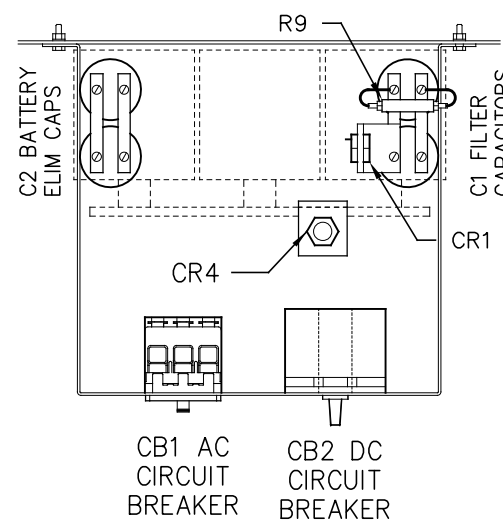 R9
C2 BATTERY
ELIM CAPS
C1 FILTER
CAPACITORS
CR1
CR4
CB1 AC
CIRCUIT
BREAKER
CB2 DC
CIRCUIT
BREAKER